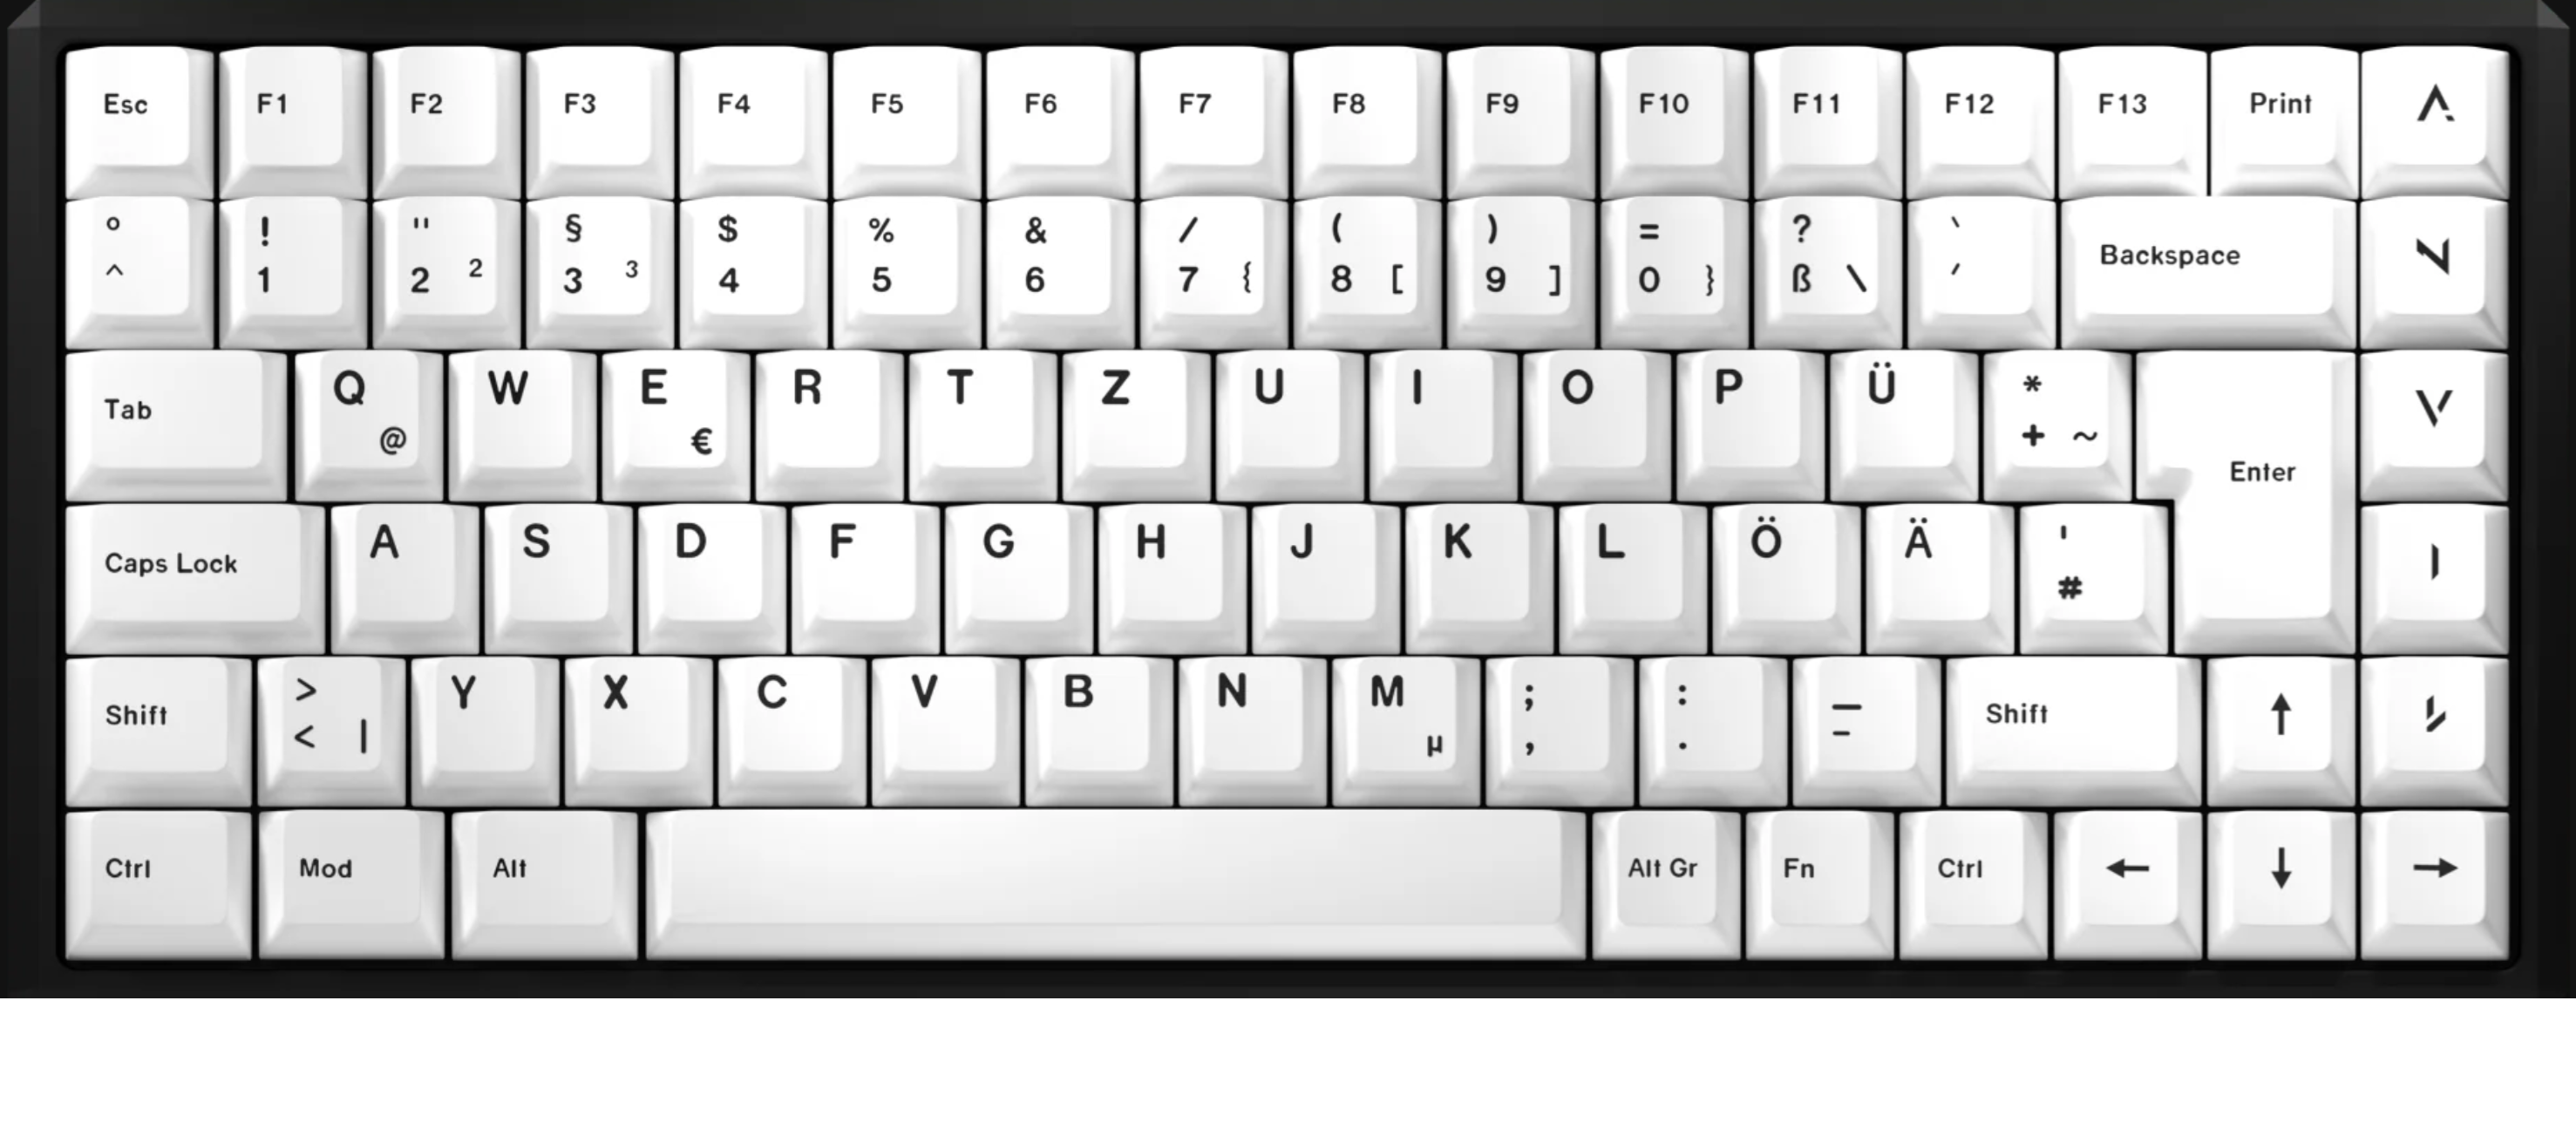 Esc F1 F2 F3 F4 F5 F6 F7 F8 F9 F10 F11 F12 F13 Print
° ! " § $ % & / ( ) = ? `
^ 1 2 ² 3 ³ 4 5 6 7 { 8 [ 9 ] 0 } ß \ ´ Backspace
Tab Q @ W E € R T Z U I O P Ü * + ~ Enter
Caps Lock A S D F G H J K L Ö Ä ' #
Shift > < | Y X C V B N M µ ; , : . _ - Shift ↑
Ctrl Mod Alt Alt Gr Fn Ctrl ← ↓ →